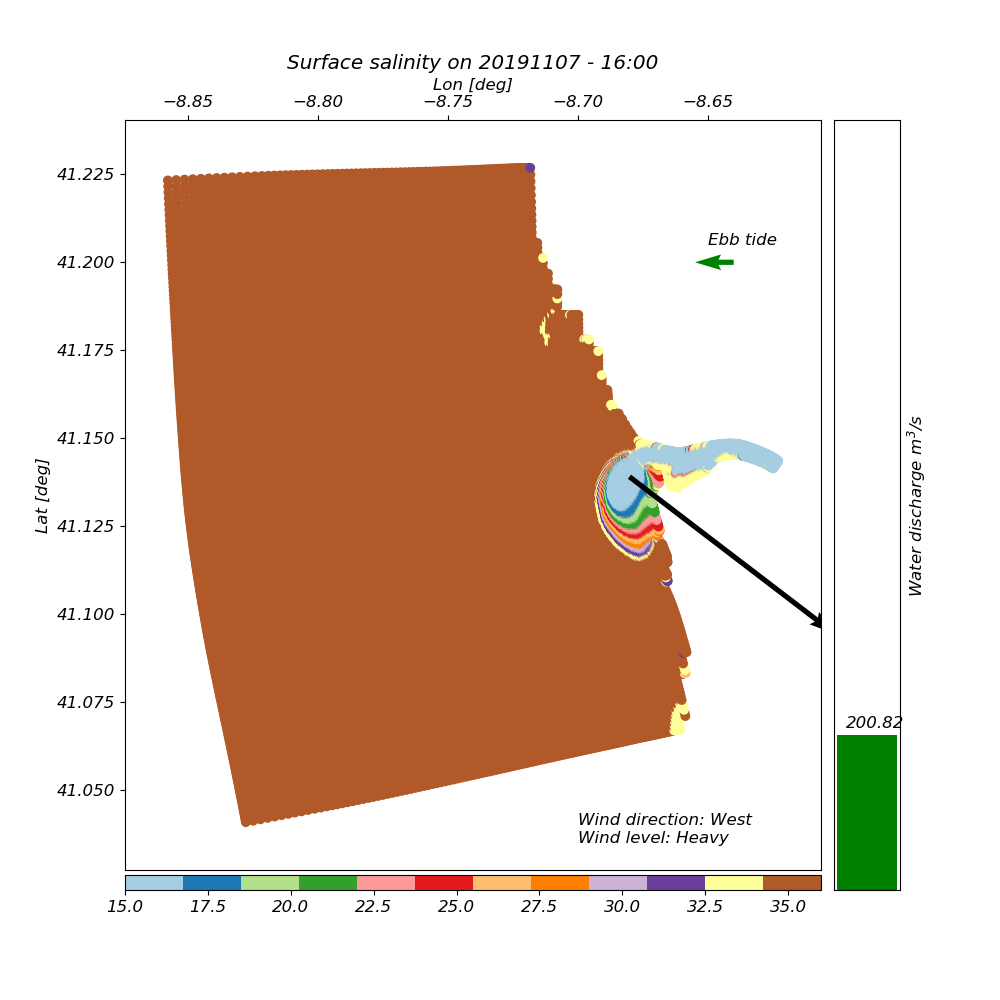 Surface salinity on 20191107 - 16:00
Lon [deg]
−8.85 −8.80 −8.75 −8.70 −8.65
41.225
41.200
41.175
41.150
41.125
41.100
41.075
41.050
Lat [deg]
Ebb tide
Water discharge m³/s
200.82
Wind direction: West
Wind level: Heavy
15.0 17.5 20.0 22.5 25.0 27.5 30.0 32.5 35.0